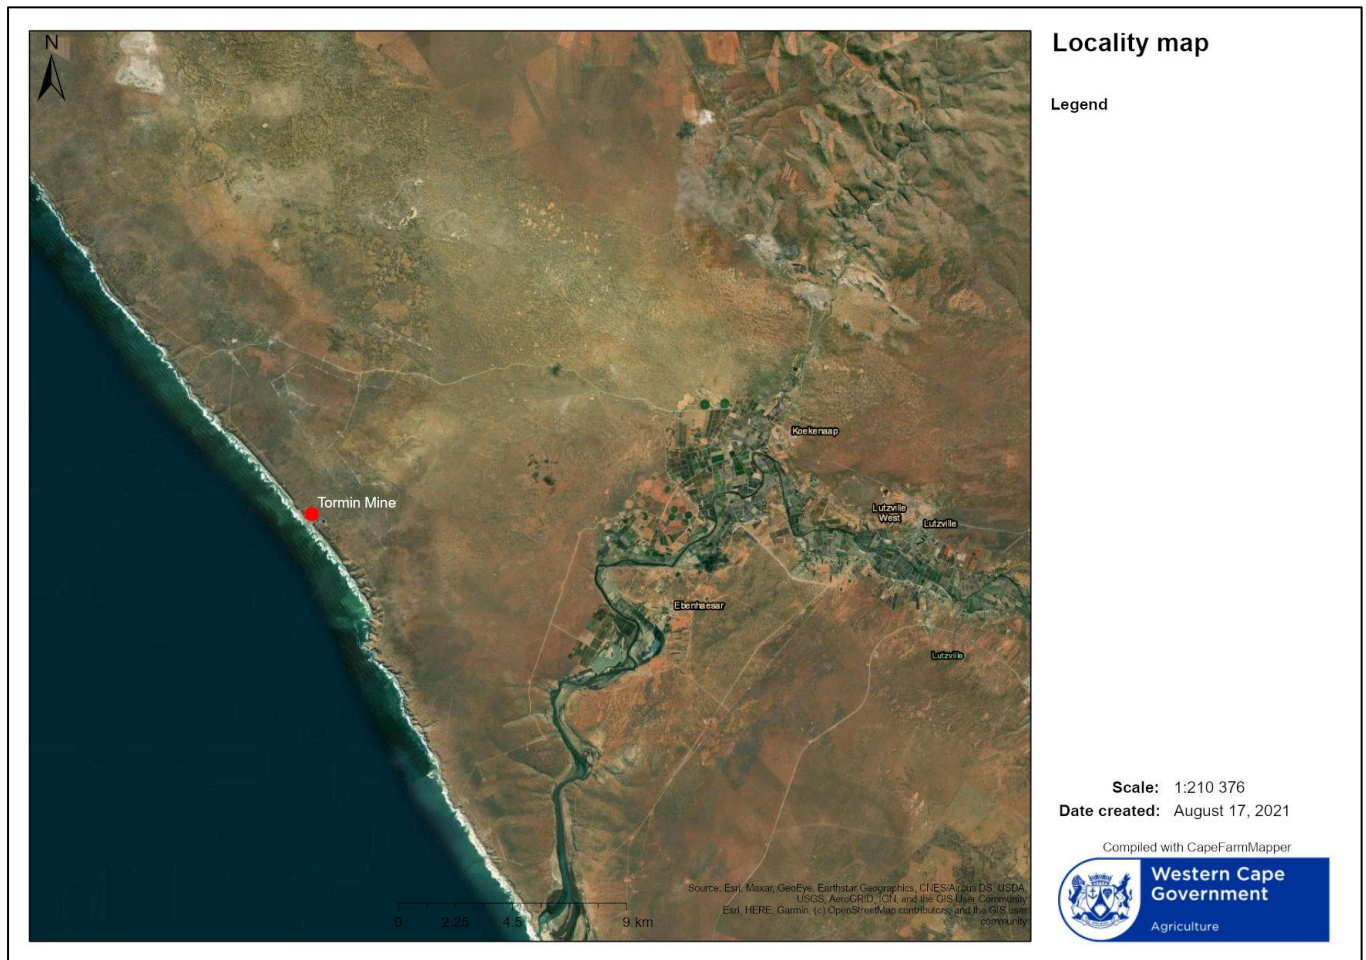 Locality map
Legend
N
Tormin Mine
Koekenaap
Lutzville
West
Lutzville
Ebenhaesar
Lutzville
0 2.25 4.5 9 km
Source: Esri, Maxar, GeoEye, Earthstar Geographics, CNES/Airbus DS, USDA,
USGS, AeroGRID, IGN, and the GIS User Community
Esri, HERE, Garmin, (c) OpenStreetMap contributors, and the GIS user
community
Scale: 1:210 376
Date created: August 17, 2021
Compiled with CapeFarmMapper
Western Cape
Government
Agriculture